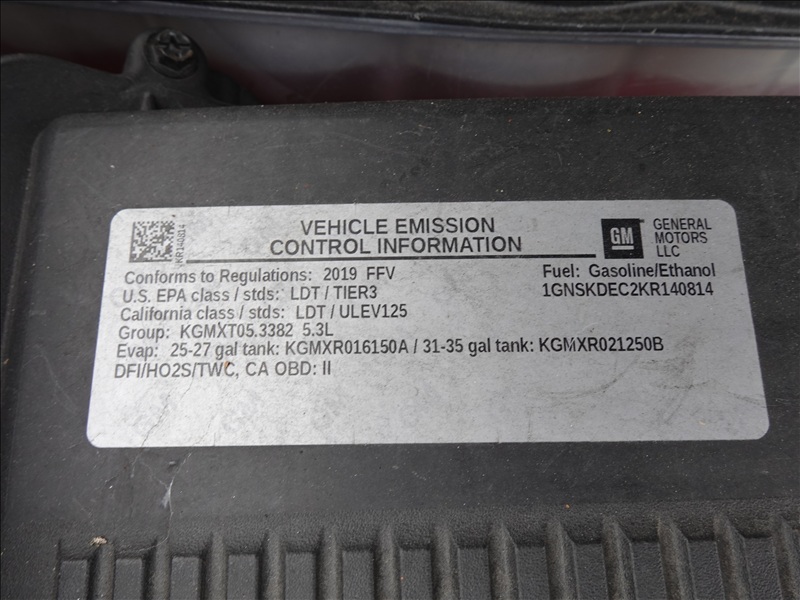 KR140814
VEHICLE EMISSION
CONTROL INFORMATION
GM
GENERAL
MOTORS
LLC
Conforms to Regulations: 2019 FFV
Fuel: Gasoline/Ethanol
U.S. EPA class / stds: LDT / TIER3
1GNSKDEC2KR140814
California class / stds: LDT / ULEV125
Group: KGMXT05.3382 5.3L
Evap: 25-27 gal tank: KGMXR016150A / 31-35 gal tank: KGMXR021250B
DFI/HO2S/TWC, CA OBD: II